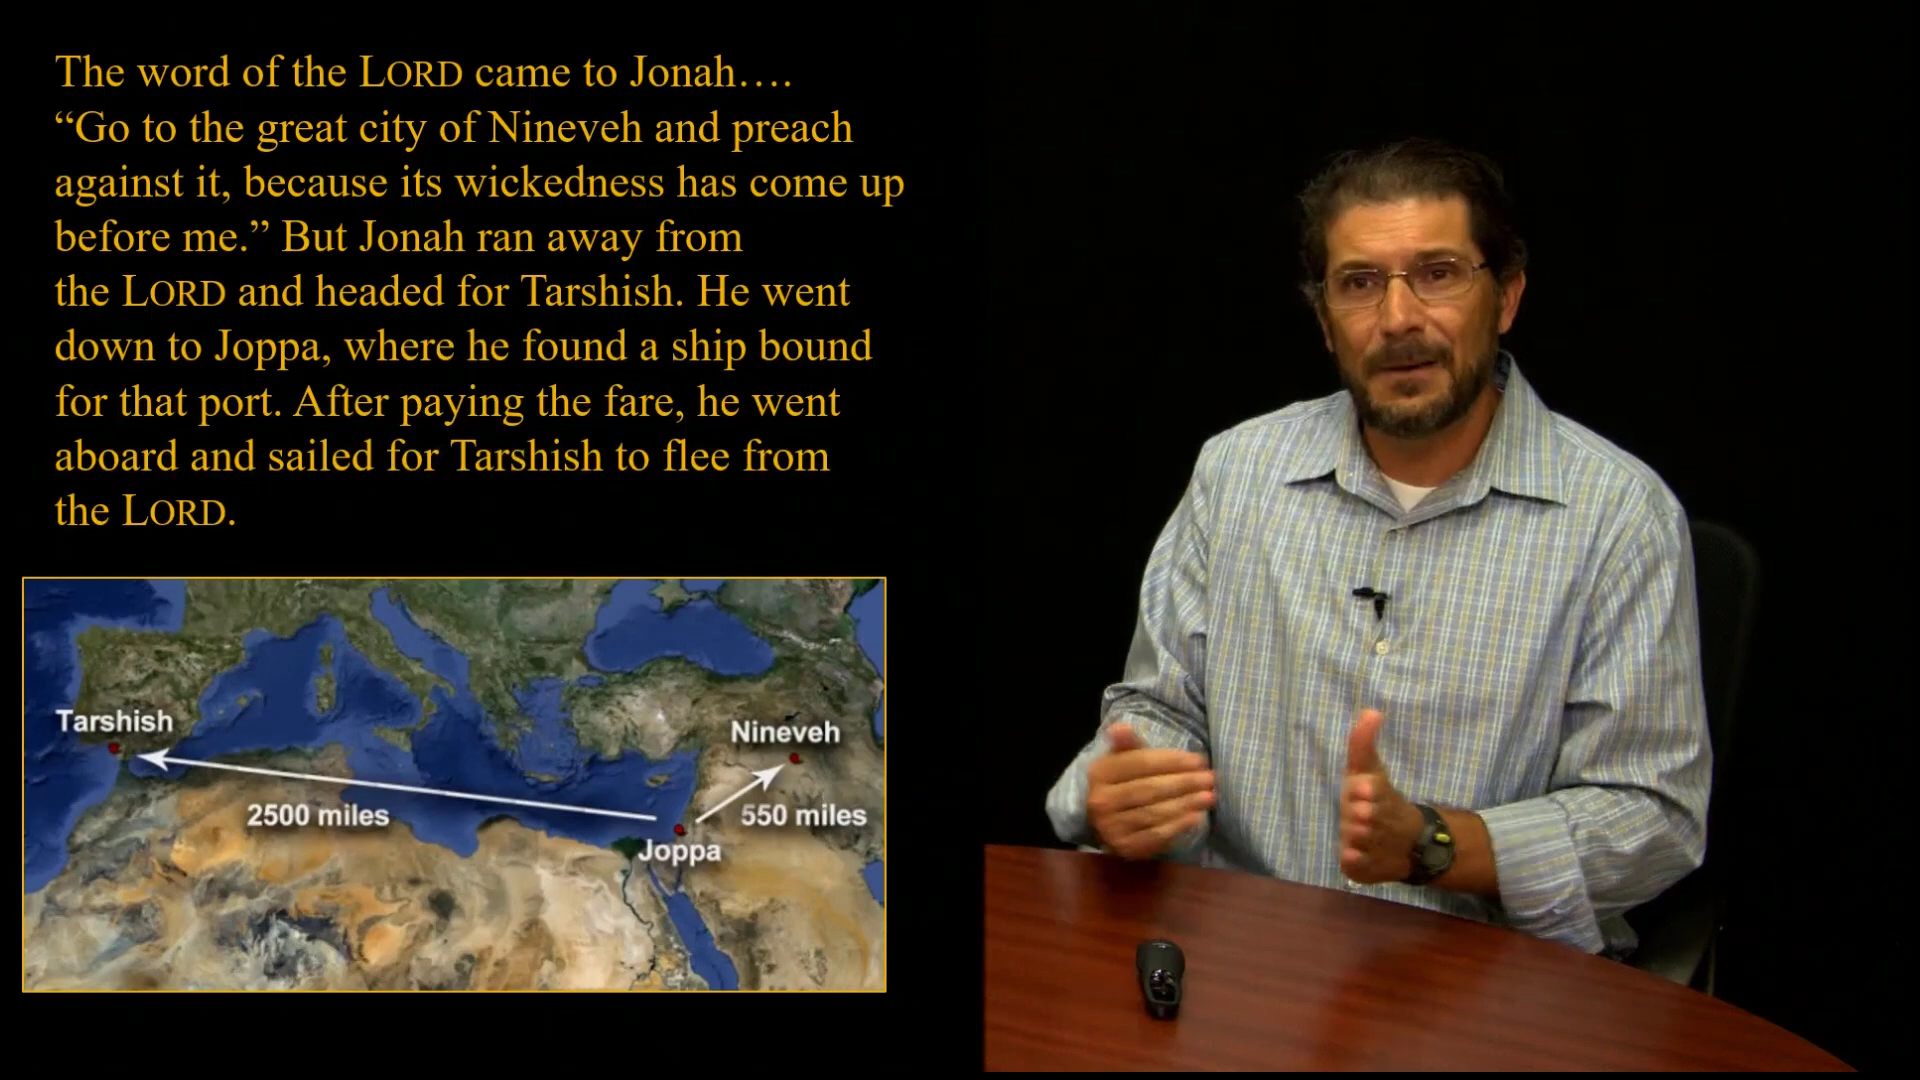 The word of the LORD came to Jonah….
“Go to the great city of Nineveh and preach
against it, because its wickedness has come up
before me.” But Jonah ran away from
the LORD and headed for Tarshish. He went
down to Joppa, where he found a ship bound
for that port. After paying the fare, he went
aboard and sailed for Tarshish to flee from
the LORD.
Tarshish
Nineveh
2500 miles
550 miles
Joppa